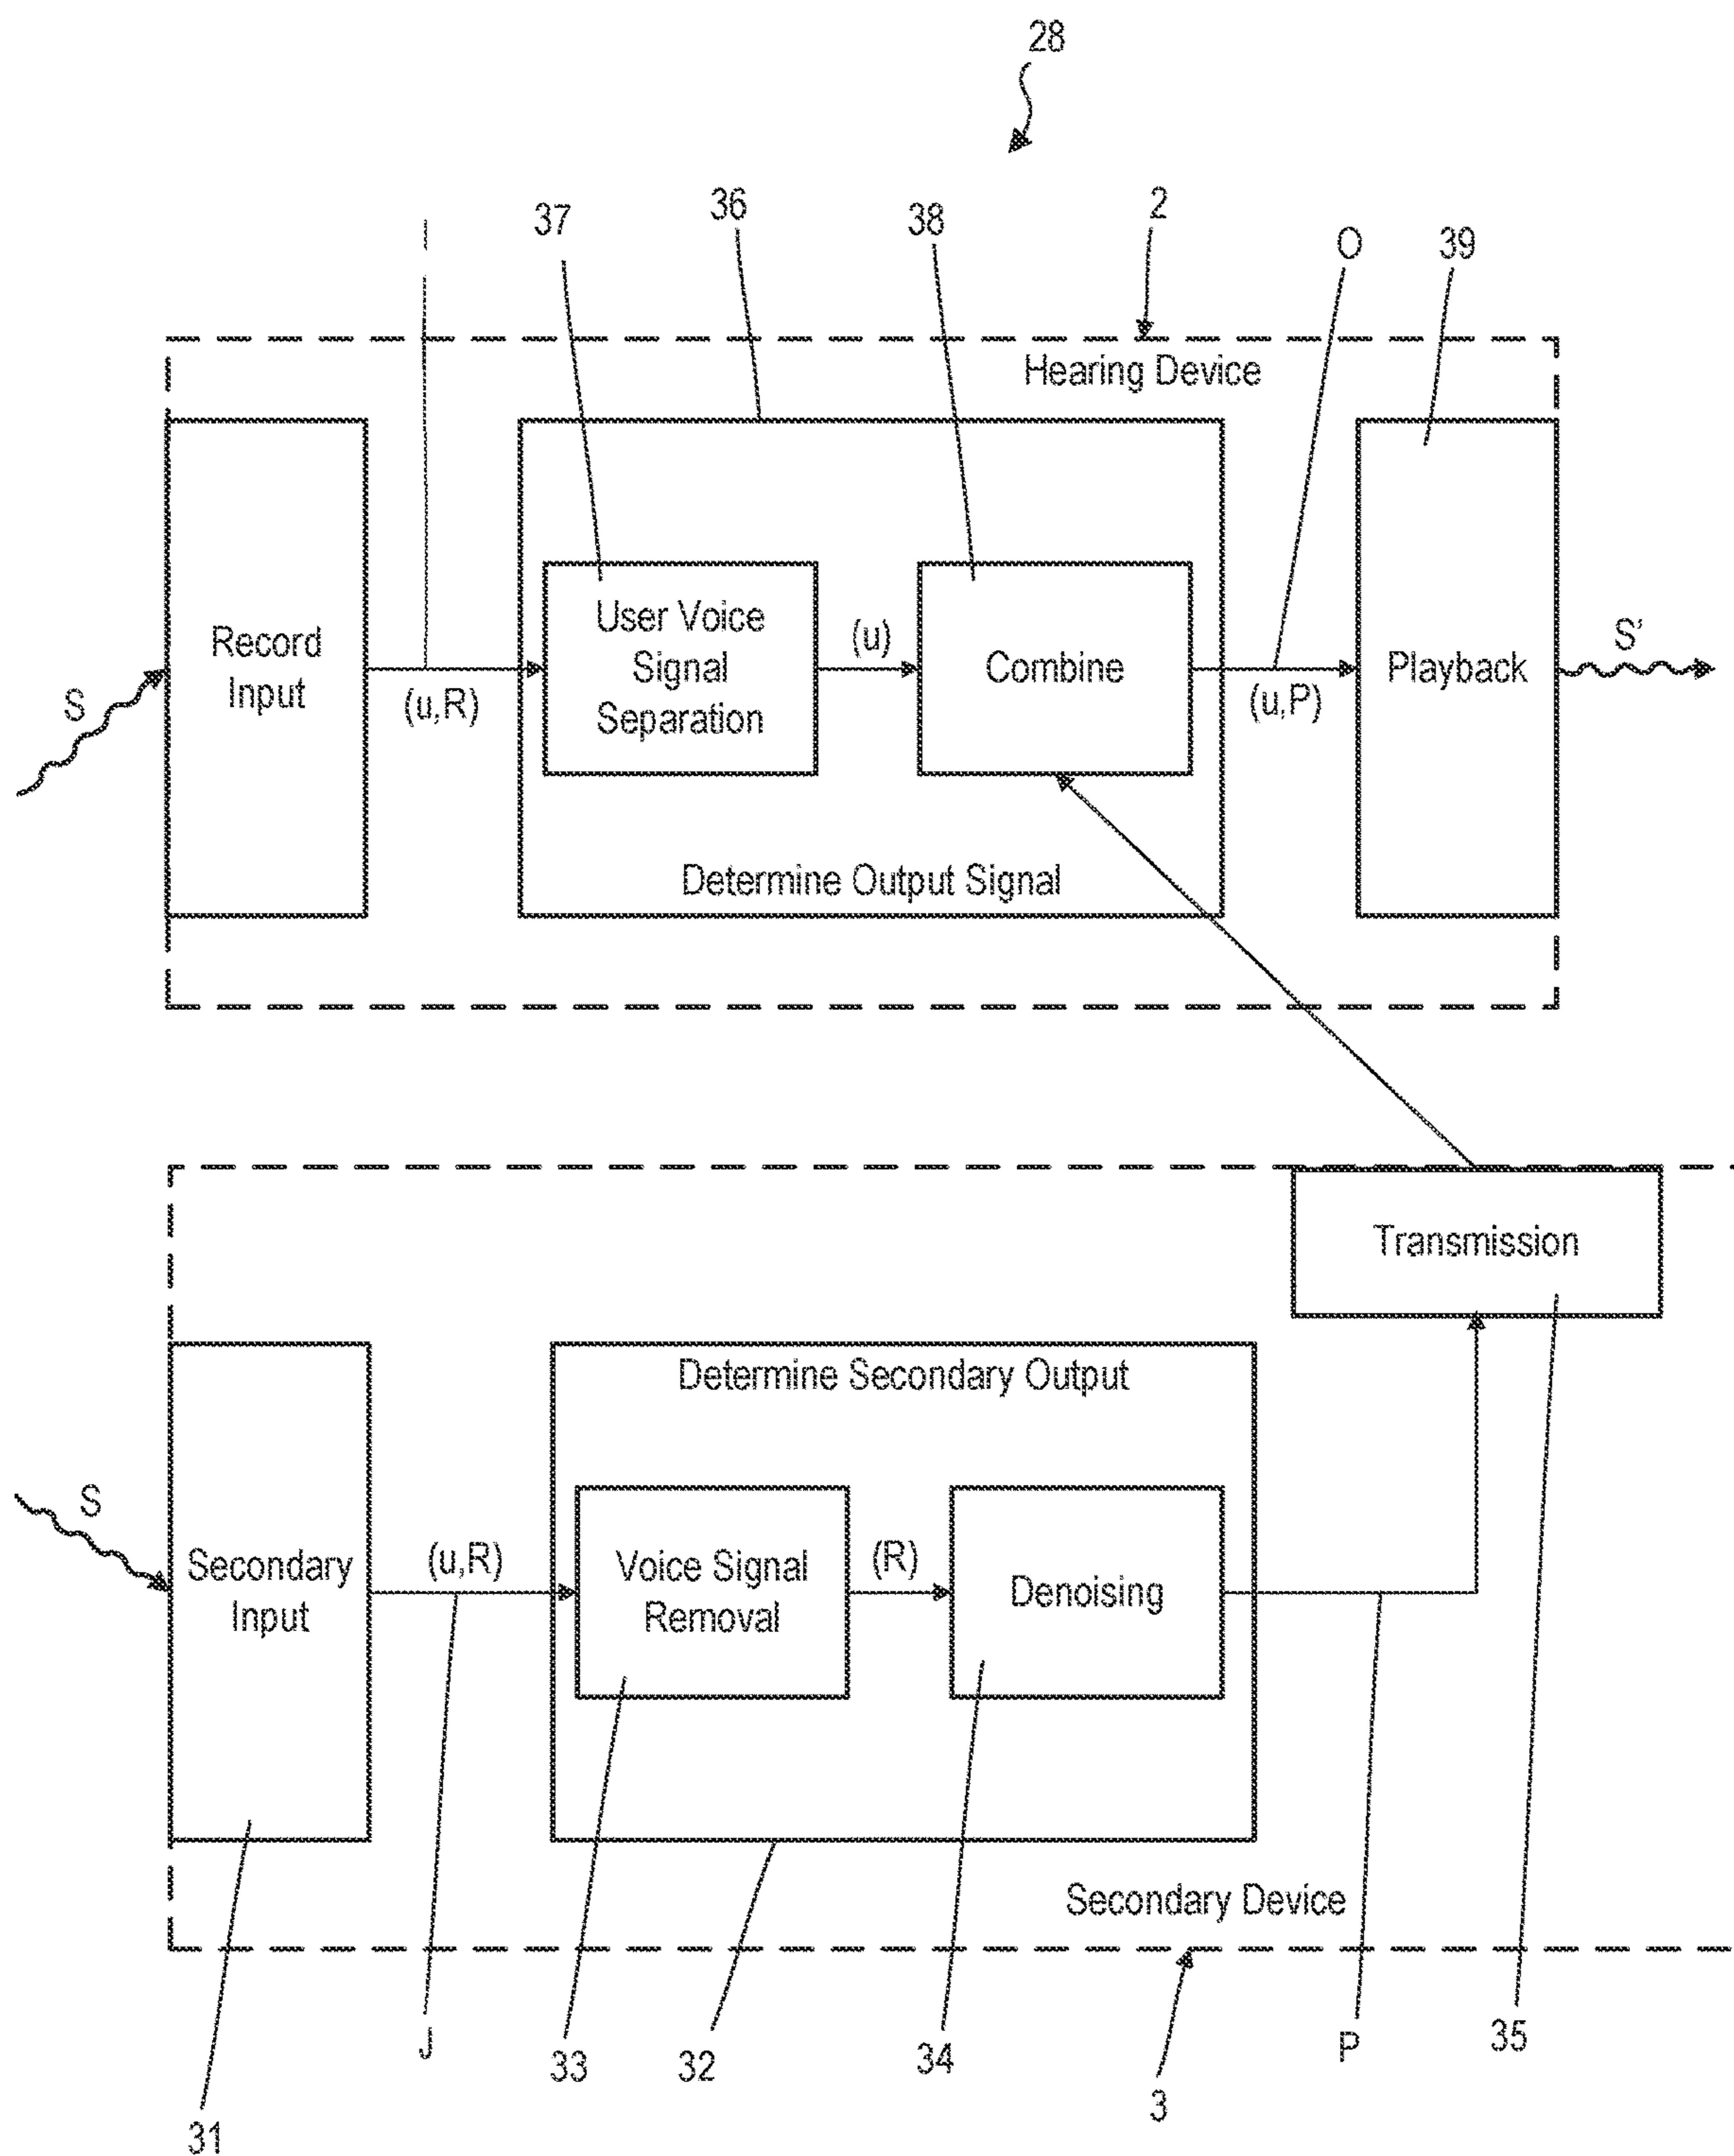 28
37
36
38
2
O
39
I
Hearing Device
S
Record
Input
(u,R)
User Voice
Signal
Separation
(u)
Combine
(u,P)
Playback
S'
Determine Output Signal
Transmission
Determine Secondary Output
S
Secondary
Input
(u,R)
Voice Signal
Removal
(R)
Denoising
Secondary Device
31
J
33
32
34
3
P
35